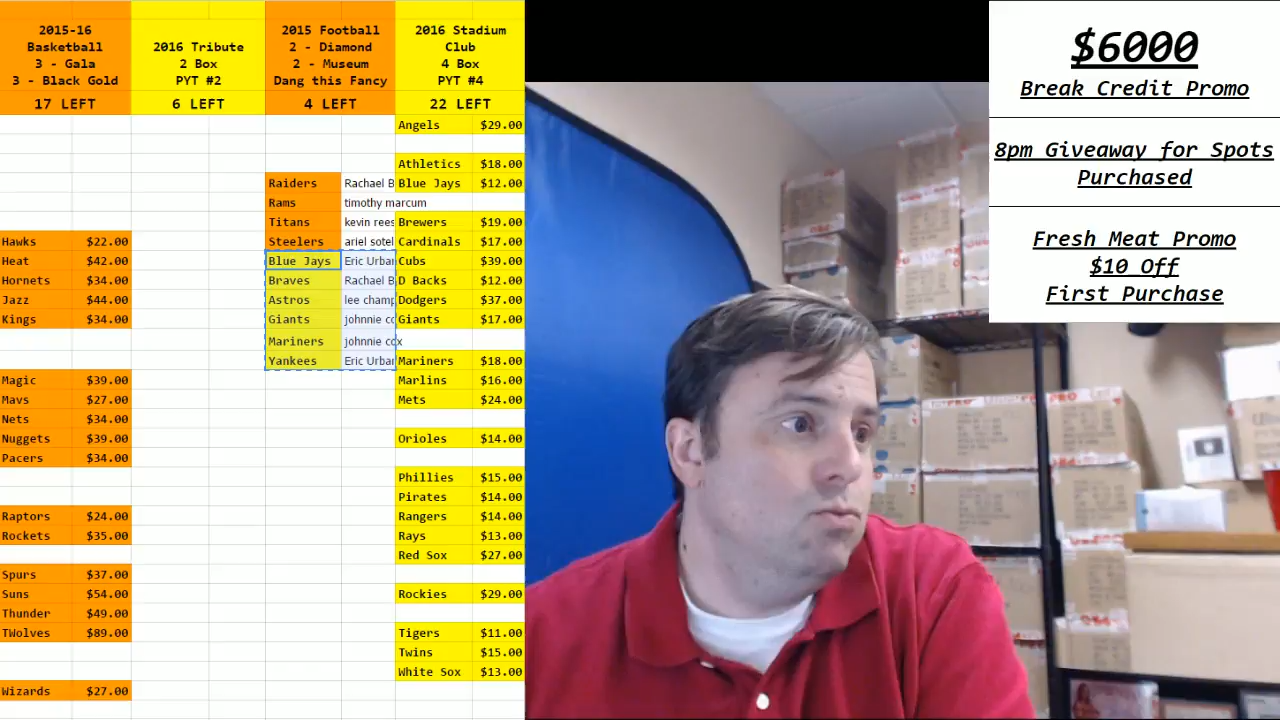 2015-16
Basketball
3 - Gala
3 - Black Gold
17 LEFT
2016 Tribute
2 Box
PYT #2
6 LEFT
2015 Football
2 - Diamond
2 - Museum
Dang this Fancy
4 LEFT
2016 Stadium
Club
4 Box
PYT #4
22 LEFT
Hawks $22.00
Heat $42.00
Hornets $34.00
Jazz $44.00
Kings $34.00
Magic $39.00
Mavs $27.00
Nets $34.00
Nuggets $39.00
Pacers $34.00
Raptors $24.00
Rockets $35.00
Spurs $37.00
Suns $54.00
Thunder $49.00
TWolves $89.00
Wizards $27.00
Raiders Rachael B
Rams timothy marcum
Titans kevin rees
Steelers ariel sotel
Blue Jays Eric Urban
Braves Rachael B
Astros lee champ
Giants johnnie co
Mariners johnnie cox
Yankees Eric Urban
Angels $29.00
Athletics $18.00
Blue Jays $12.00
Brewers $19.00
Cardinals $17.00
Cubs $39.00
D Backs $12.00
Dodgers $37.00
Giants $17.00
Mariners $18.00
Marlins $16.00
Mets $24.00
Orioles $14.00
Phillies $15.00
Pirates $14.00
Rangers $14.00
Rays $13.00
Red Sox $27.00
Rockies $29.00
Tigers $11.00
Twins $15.00
White Sox $13.00
$6000
Break Credit Promo
8pm Giveaway for Spots
Purchased
Fresh Meat Promo
$10 Off
First Purchase